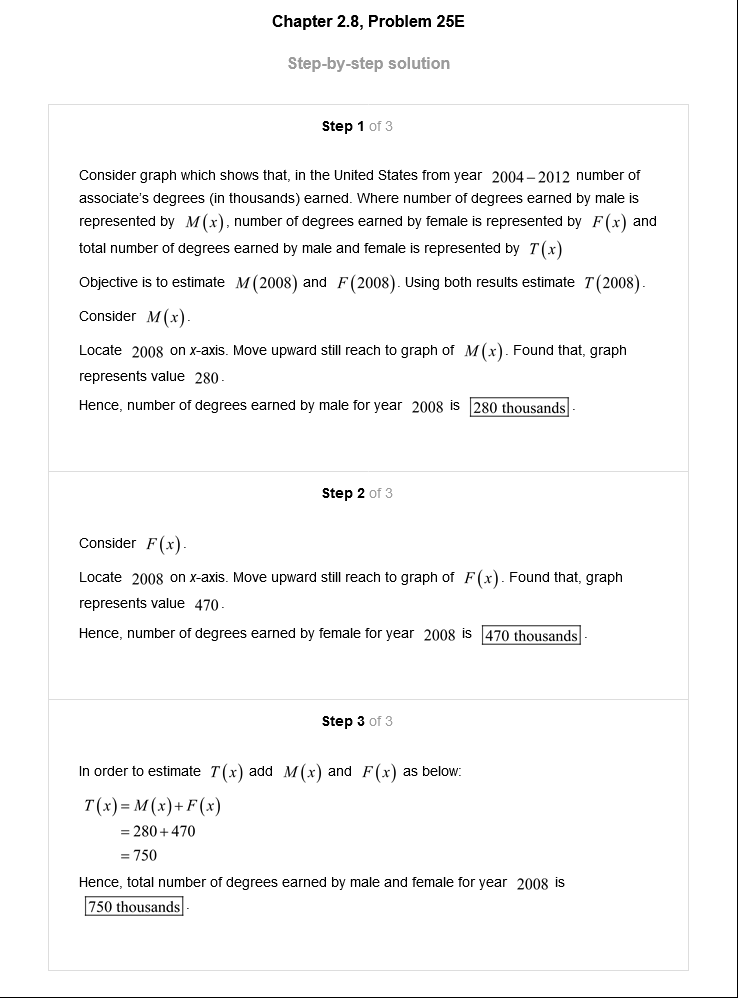 Chapter 2.8, Problem 25E
Step-by-step solution
Step 1 of 3
Consider graph which shows that, in the United States from year 2004 – 2012 number of
associate's degrees (in thousands) earned. Where number of degrees earned by male is
represented by M(x), number of degrees earned by female is represented by F(x) and
total number of degrees earned by male and female is represented by T(x)
Objective is to estimate M(2008) and F(2008). Using both results estimate T(2008).
Consider M(x).
Locate 2008 on x-axis. Move upward still reach to graph of M(x). Found that, graph
represents value 280.
Hence, number of degrees earned by male for year 2008 is 280 thousands.
Step 2 of 3
Consider F(x).
Locate 2008 on x-axis. Move upward still reach to graph of F(x). Found that, graph
represents value 470.
Hence, number of degrees earned by female for year 2008 is 470 thousands.
Step 3 of 3
In order to estimate T(x) add M(x) and F(x) as below:
T(x) = M(x) + F(x)
= 280 + 470
= 750
Hence, total number of degrees earned by male and female for year 2008 is
750 thousands.